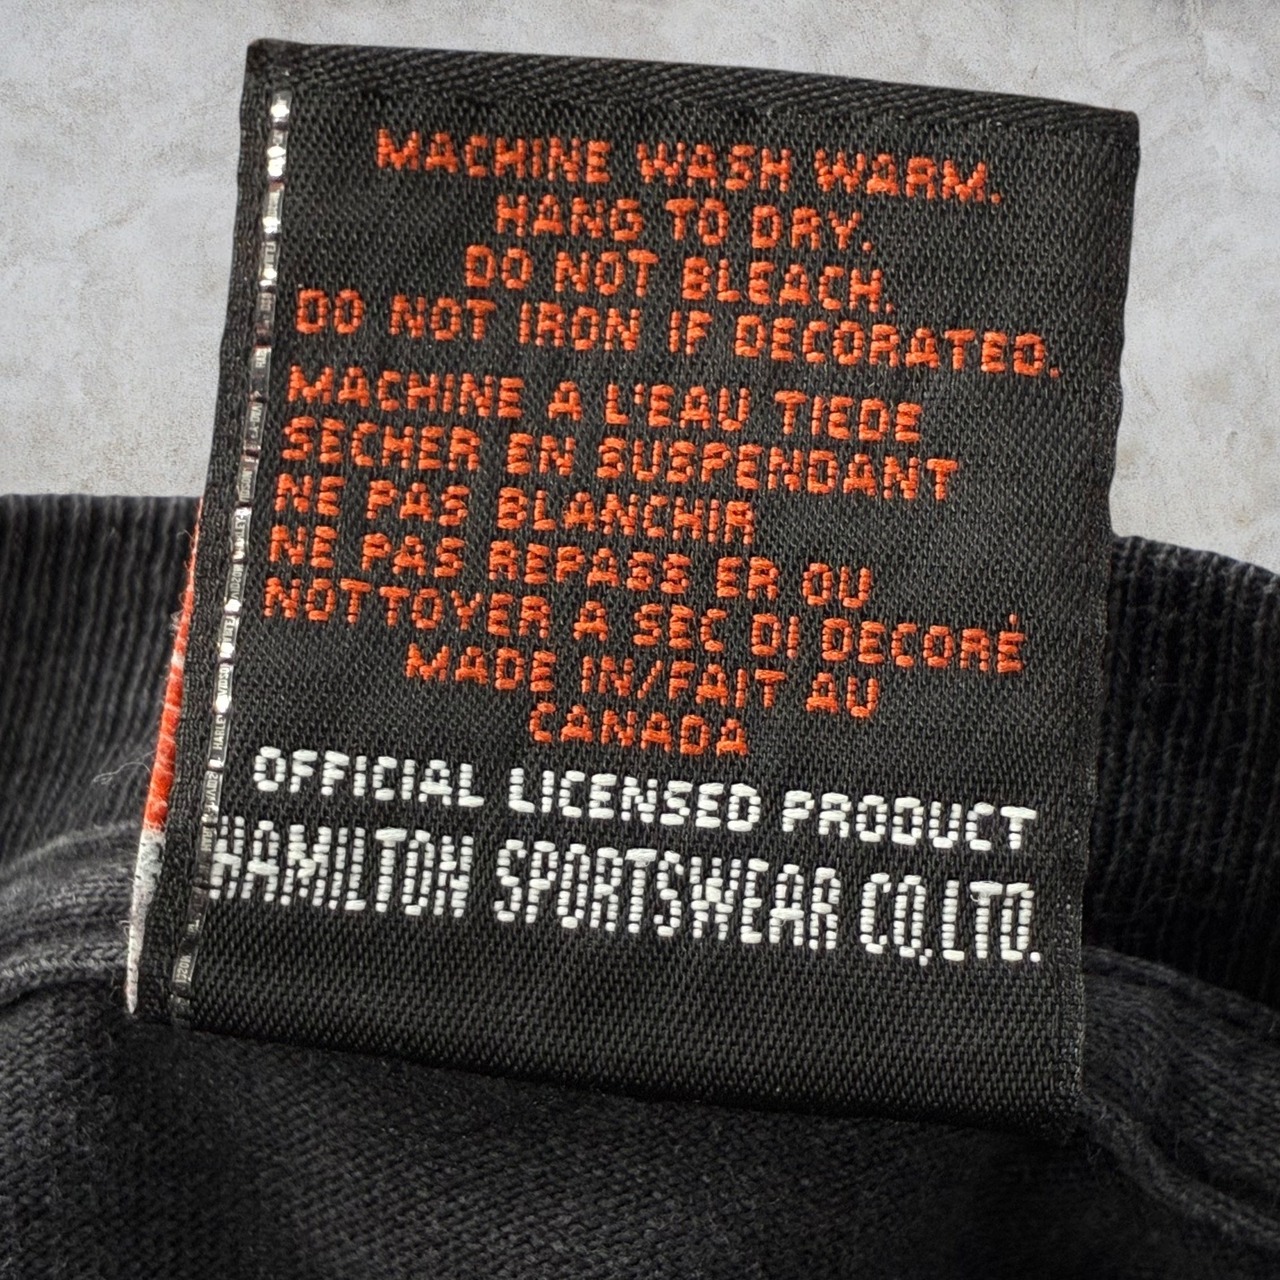 MACHINE WASH WARM.
HANG TO DRY.
DO NOT BLEACH.
DO NOT IRON IF DECORATED.
MACHINE A L'EAU TIEDE
SECHER EN SUSPENDANT
NE PAS BLANCHIR
NE PAS REPASS ER OU
NOTTOYER A SEC DI DECORÉ
MADE IN/FAIT AU
CANADA
OFFICIAL LICENSED PRODUCT
HAMILTON SPORTSWEAR CO,LTD.